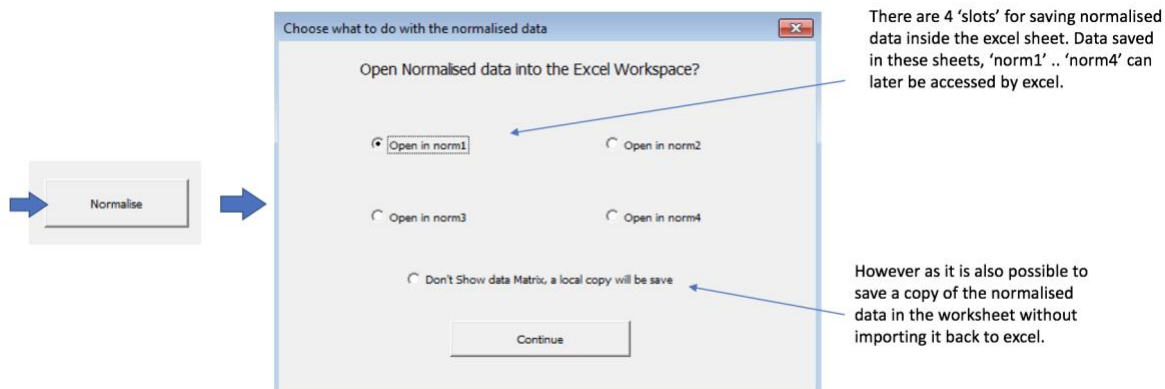 There are 4 ‘slots’ for saving normalised
data inside the excel sheet. Data saved
in these sheets, ‘norm1’ .. ‘norm4’ can
later be accessed by excel.
Choose what to do with the normalised data
Open Normalised data into the Excel Workspace?
Open in norm1
Open in norm2
Normalise
Open in norm3
Open in norm4
Don't Show data Matrix, a local copy will be save
Continue
However as it is also possible to
save a copy of the normalised
data in the worksheet without
importing it back to excel.